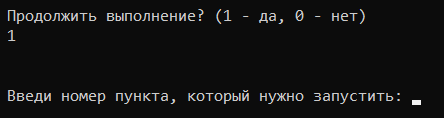 Продолжить выполнение? (1 - да, 0 - нет)
1
Введи номер пункта, который нужно запустить: